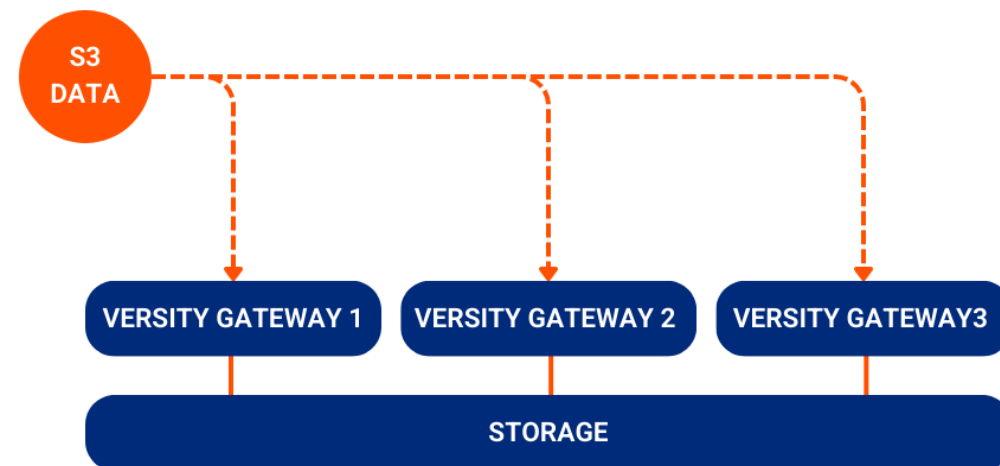 S3
DATA
VERSITY GATEWAY 1
VERSITY GATEWAY 2
VERSITY GATEWAY3
STORAGE